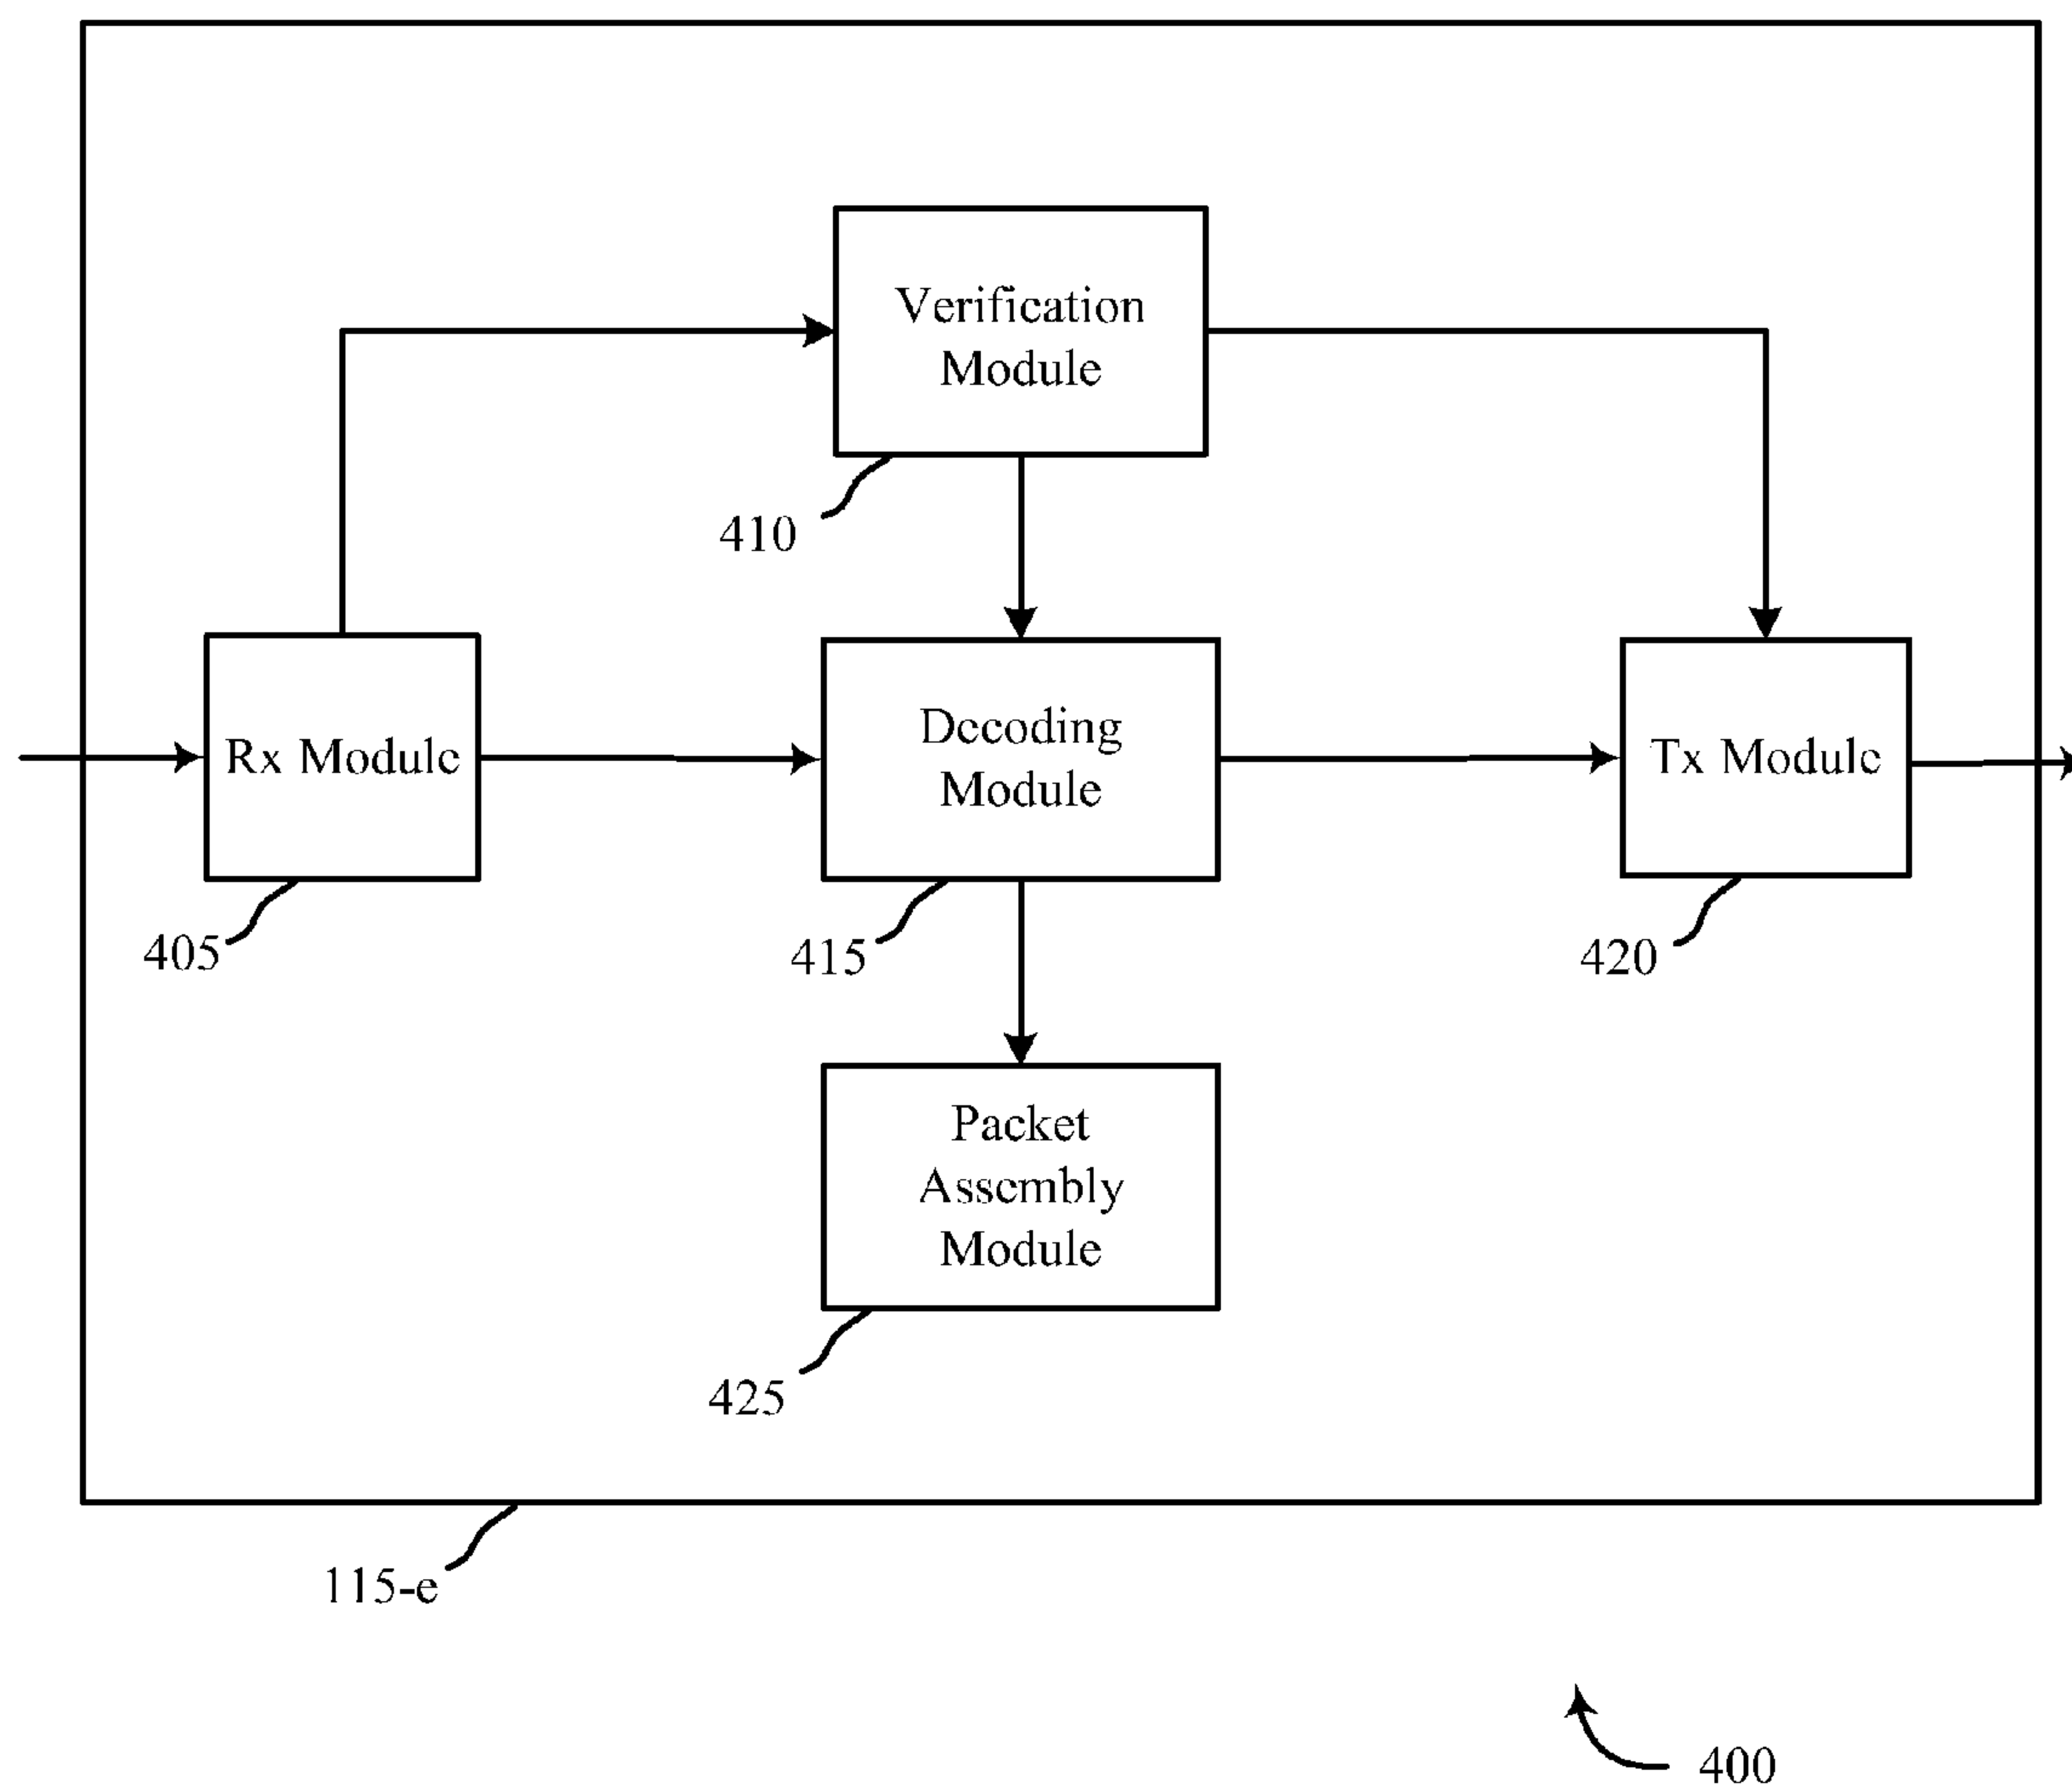 Verification
Module
410
Rx Module
Decoding
Module
Tx Module
405
415
420
Packet
Assembly
Module
425
115-e
400